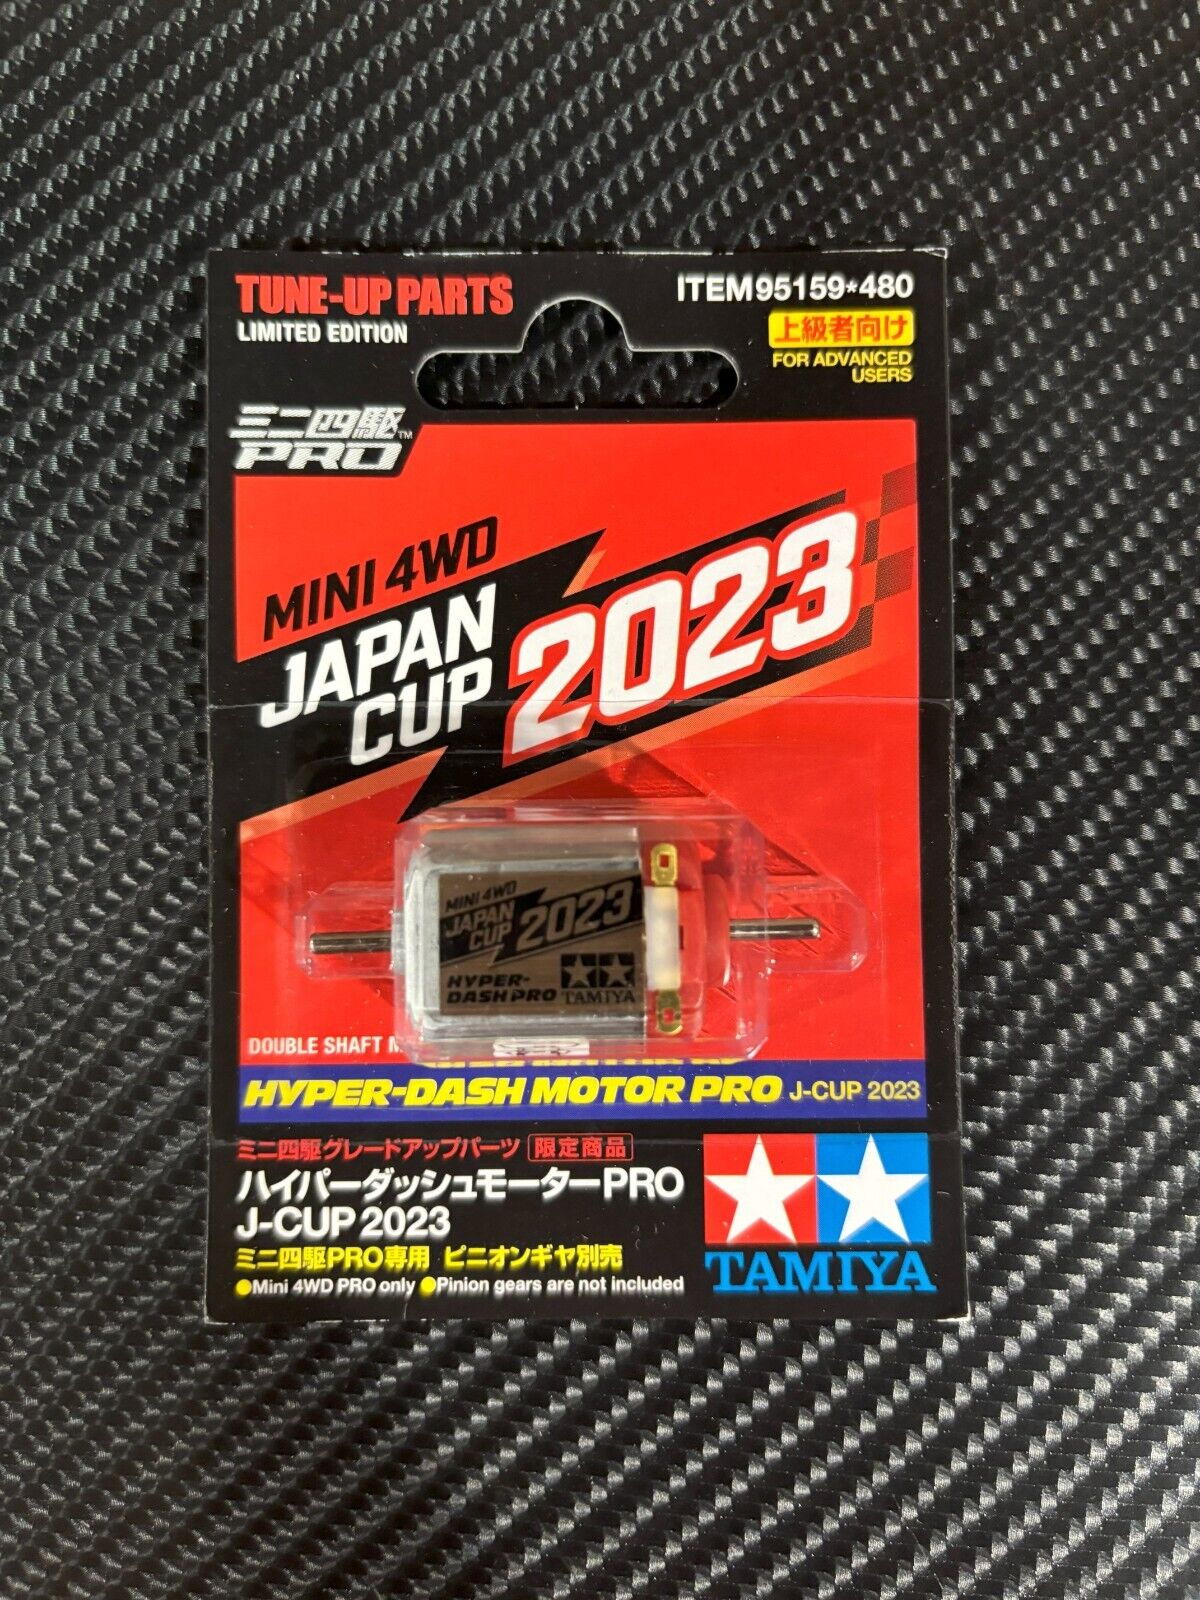 TUNE-UP PARTS
LIMITED EDITION
ITEM 95159*480
上級者向け
FOR ADVANCED
USERS
ミニ四駆™
PRO
MINI 4WD
JAPAN
CUP
2023
MINI 4WD
JAPAN
CUP
2023
HYPER-
DASH PRO
TAMIYA
DOUBLE SHAFT
HYPER-DASH MOTOR PRO J-CUP 2023
ミニ四駆グレードアップパーツ 限定商品
ハイパーダッシュモーターPRO
J-CUP 2023
ミニ四駆PRO専用 ピニオンギヤ別売
●Mini 4WD PRO only ●Pinion gears are not included
TAMIYA